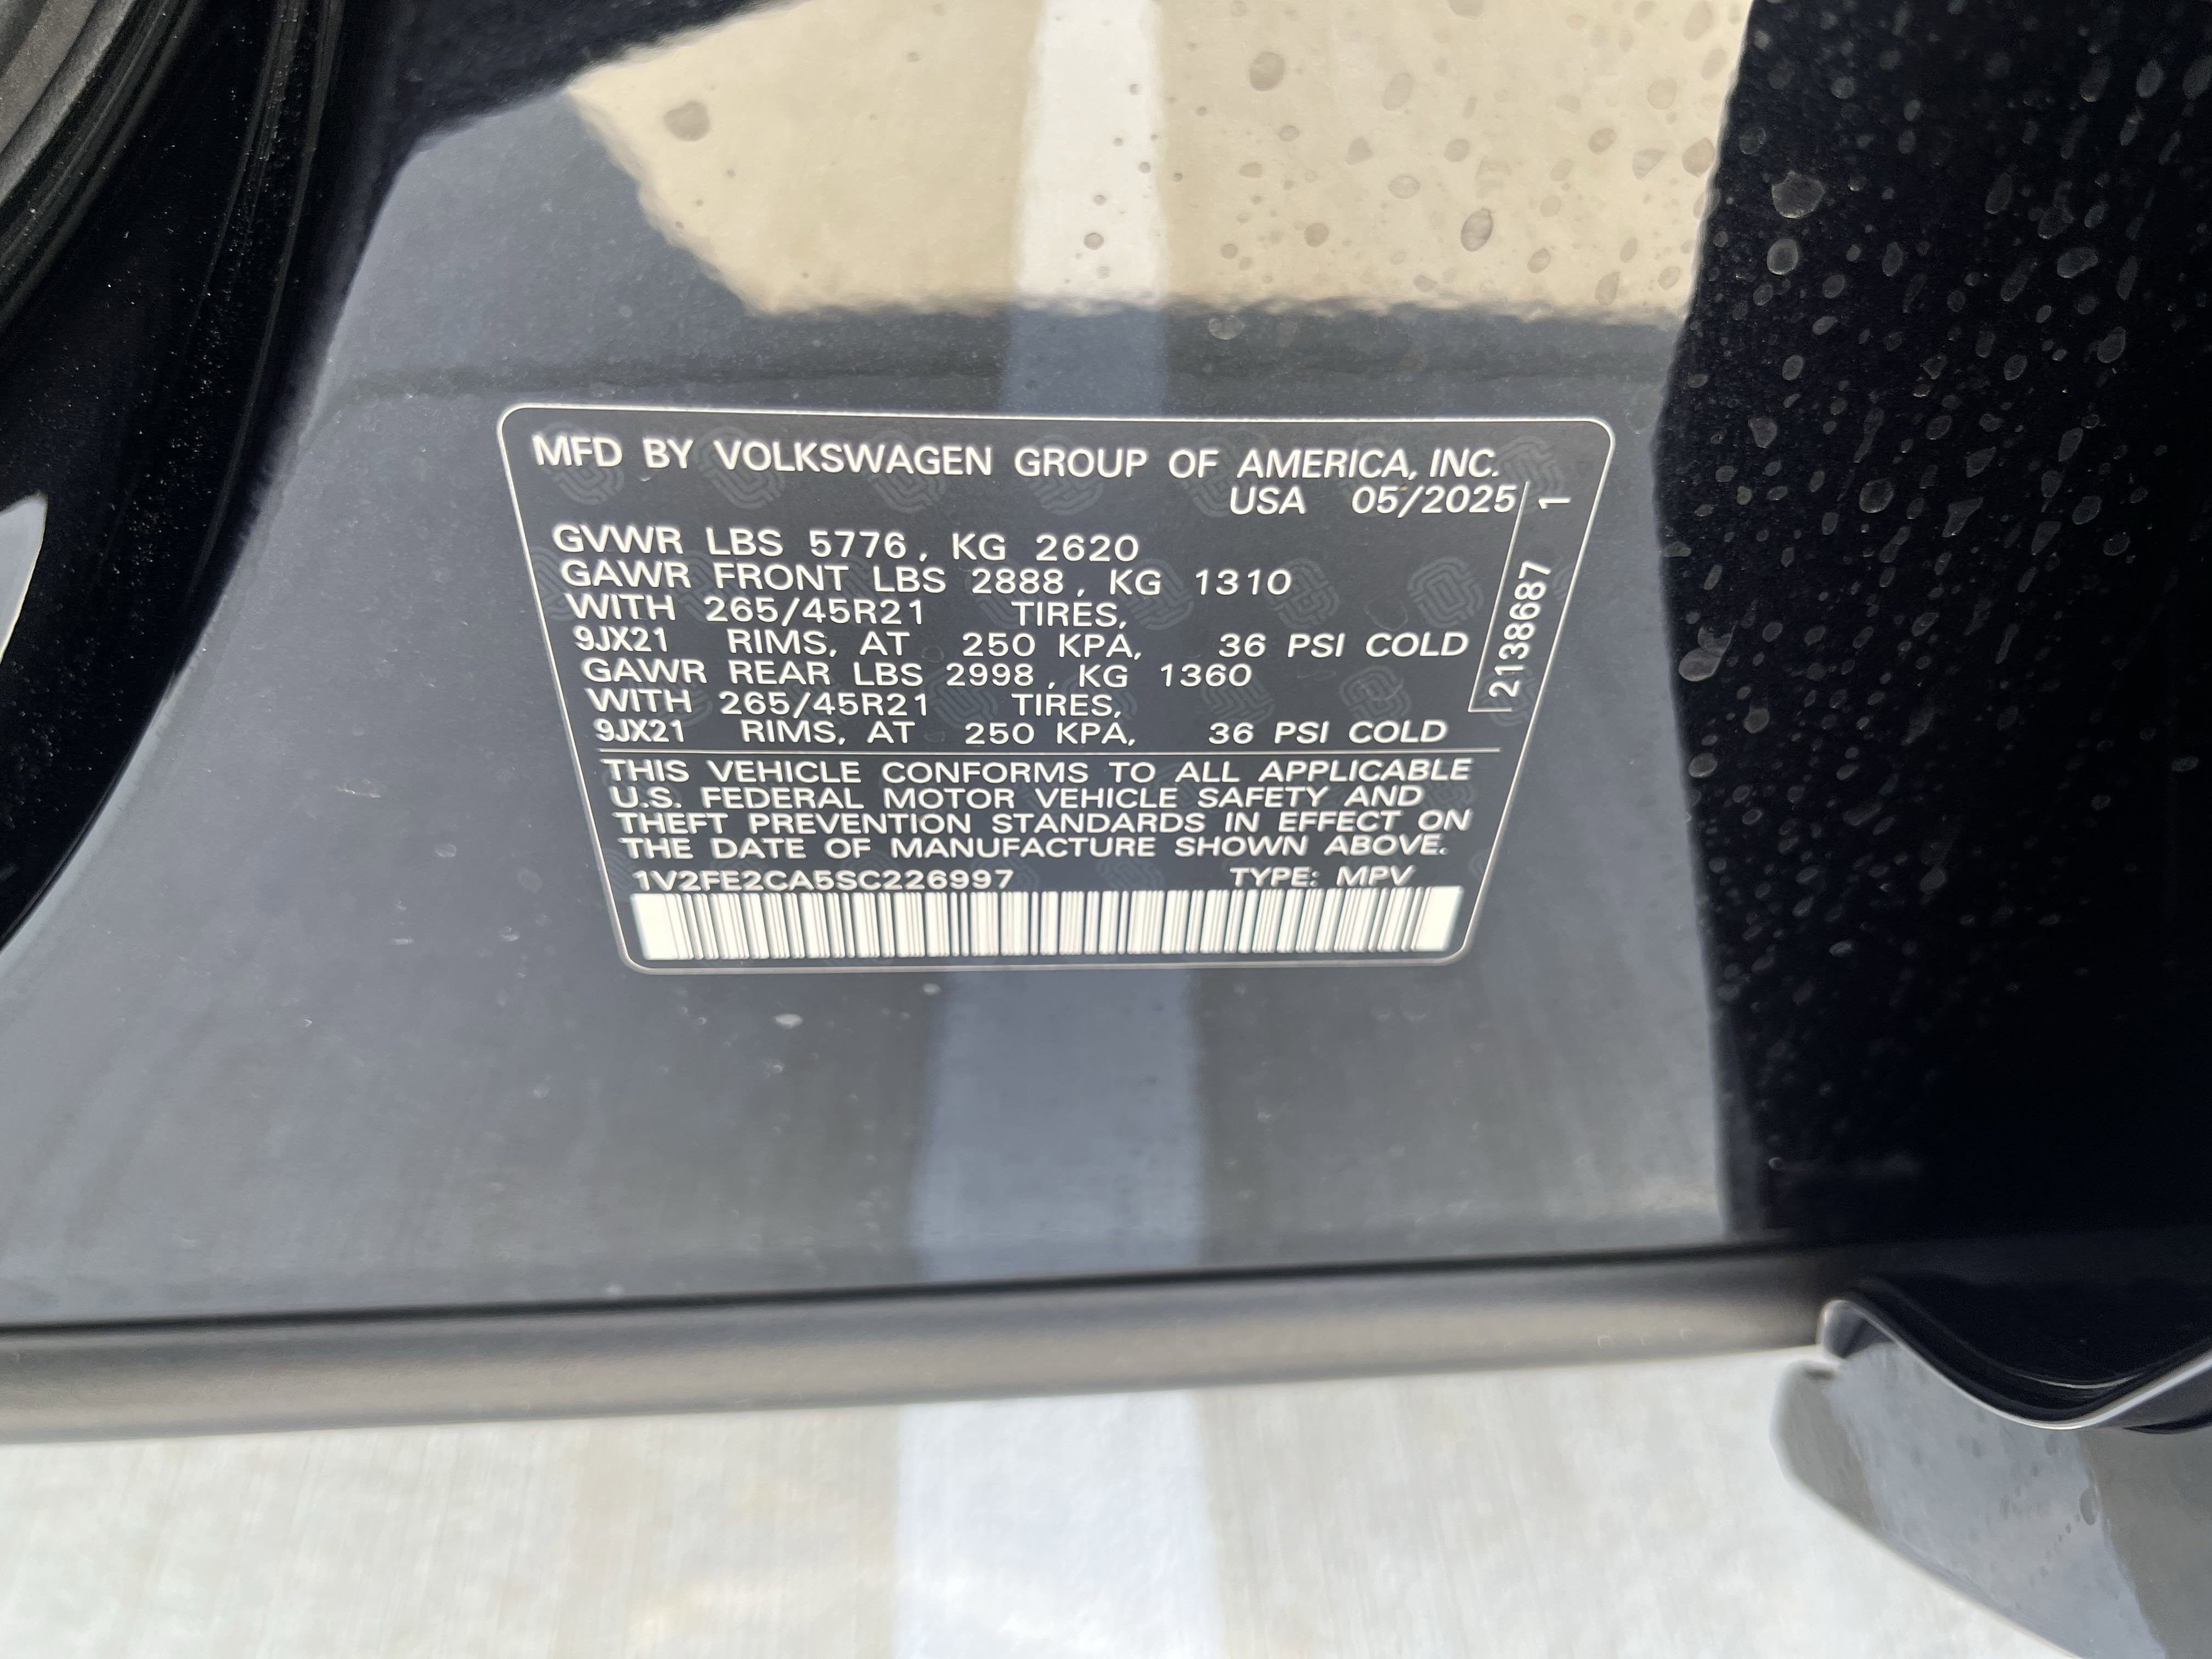 MFD BY VOLKSWAGEN GROUP OF AMERICA, INC.
USA 05/2025
GVWR LBS 5776, KG 2620
GAWR FRONT LBS 2888, KG 1310
WITH 265/45R21 TIRES,
9JX21 RIMS, AT 250 KPA, 36 PSI COLD
GAWR REAR LBS 2998, KG 1360
WITH 265/45R21 TIRES,
9JX21 RIMS, AT 250 KPA, 36 PSI COLD
2138687 1
THIS VEHICLE CONFORMS TO ALL APPLICABLE
U.S. FEDERAL MOTOR VEHICLE SAFETY AND
THEFT PREVENTION STANDARDS IN EFFECT ON
THE DATE OF MANUFACTURE SHOWN ABOVE.
1V2FE2CA5SC226997 TYPE: MPV